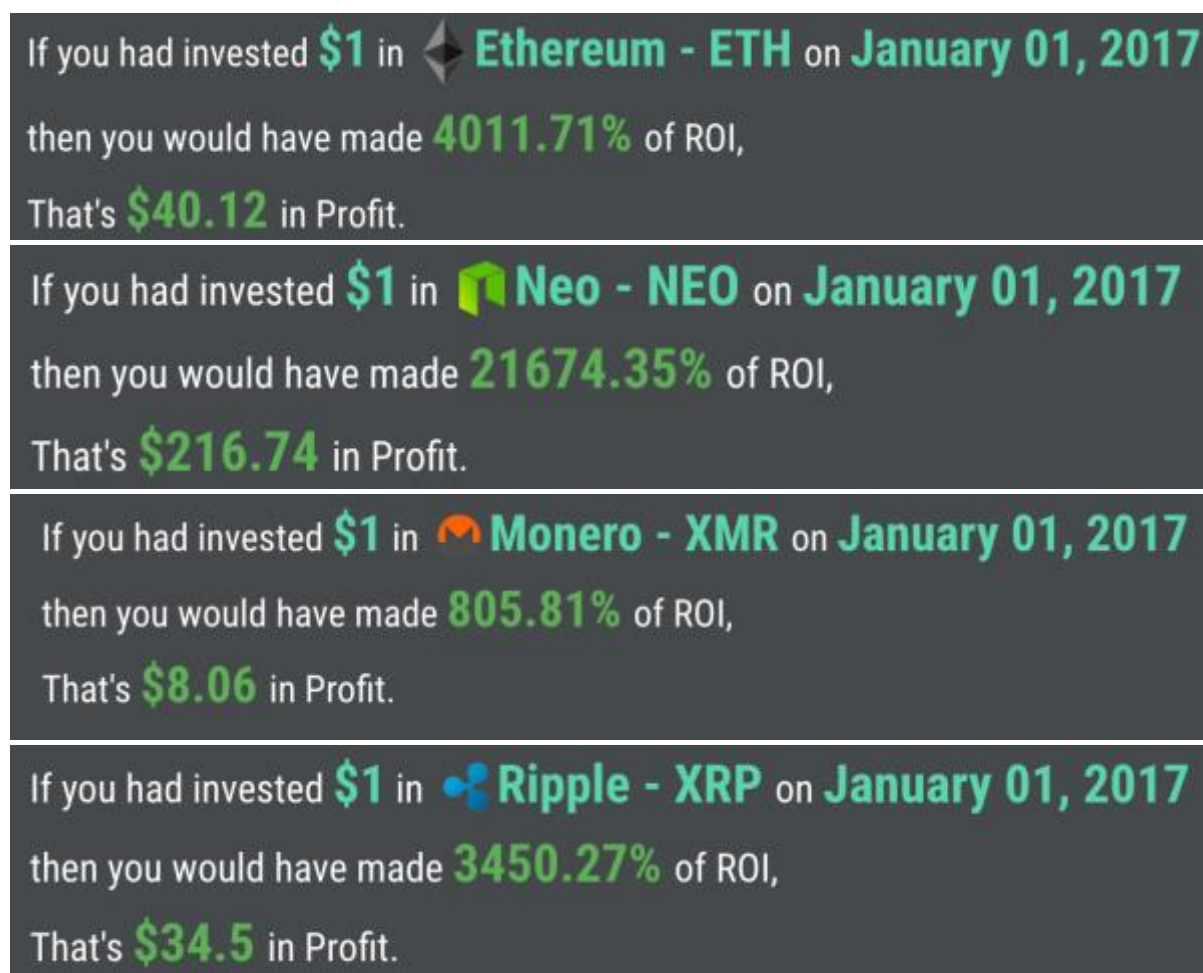 If you had invested $1 in Ethereum - ETH on January 01, 2017
then you would have made 4011.71% of ROI,
That's $40.12 in Profit.
If you had invested $1 in Neo - NEO on January 01, 2017
then you would have made 21674.35% of ROI,
That's $216.74 in Profit.
If you had invested $1 in Monero - XMR on January 01, 2017
then you would have made 805.81% of ROI,
That's $8.06 in Profit.
If you had invested $1 in Ripple - XRP on January 01, 2017
then you would have made 3450.27% of ROI,
That's $34.5 in Profit.